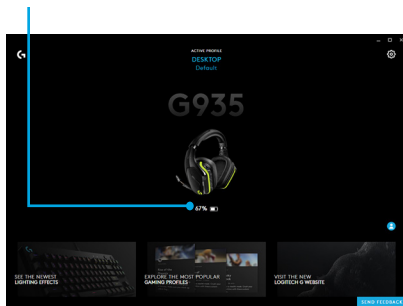 ACTIVE PROFILE
DESKTOP
Default
G935
67%
SEE THE NEWEST
LIGHTING EFFECTS
EXPLORE THE MOST POPULAR
GAMING PROFILES
VISIT THE NEW
LOGITECH G WEBSITE
SEND FEEDBACK